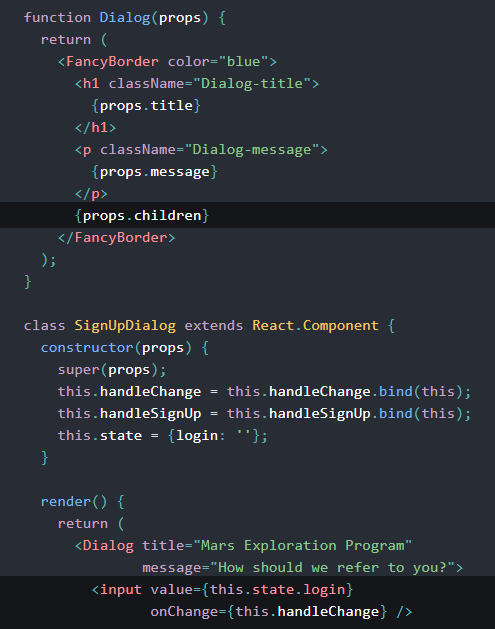 function Dialog(props) {
  return (
    <FancyBorder color="blue">
      <h1 className="Dialog-title">
        {props.title}
      </h1>
      <p className="Dialog-message">
        {props.message}
      </p>
      {props.children}
    </FancyBorder>
  );
}

class SignUpDialog extends React.Component {
  constructor(props) {
    super(props);
    this.handleChange = this.handleChange.bind(this);
    this.handleSignUp = this.handleSignUp.bind(this);
    this.state = {login: ''};
  }

  render() {
    return (
      <Dialog title="Mars Exploration Program"
              message="How should we refer to you?">
        <input value={this.state.login}
               onChange={this.handleChange} />